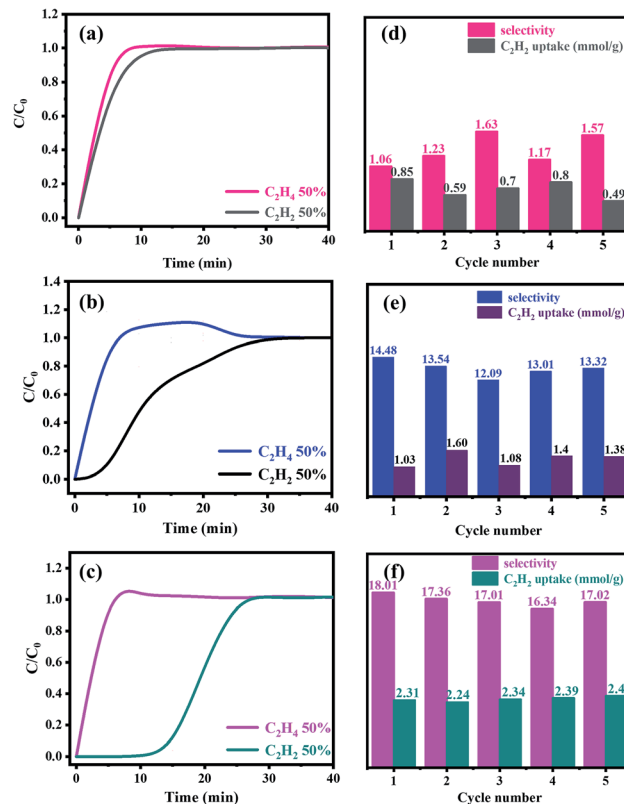 (a)
C/C₀
1.4
1.2
1.0
0.8
0.6
0.4
0.2
0.0
C₂H₄ 50%
C₂H₂ 50%
0 10 20 30 40
Time (min)
(d)
selectivity
C₂H₂ uptake (mmol/g)
1.06 0.85 1.23 0.59 1.63 0.7 1.17 0.8 1.57 0.49
1 2 3 4 5
Cycle number
(b)
C/C₀
1.4
1.2
1.0
0.8
0.6
0.4
0.2
0.0
C₂H₄ 50%
C₂H₂ 50%
0 10 20 30 40
Time (min)
(e)
selectivity
C₂H₂ uptake (mmol/g)
14.48 1.03 13.54 1.60 12.09 1.08 13.01 1.4 13.32 1.38
1 2 3 4 5
Cycle number
(c)
C/C₀
1.2
1.0
0.8
0.6
0.4
0.2
0.0
C₂H₄ 50%
C₂H₂ 50%
0 10 20 30 40
Time (min)
(f)
selectivity
C₂H₂ uptake (mmol/g)
18.01 2.31 17.36 2.24 17.01 2.34 16.34 2.39 17.02 2.4
1 2 3 4 5
Cycle number